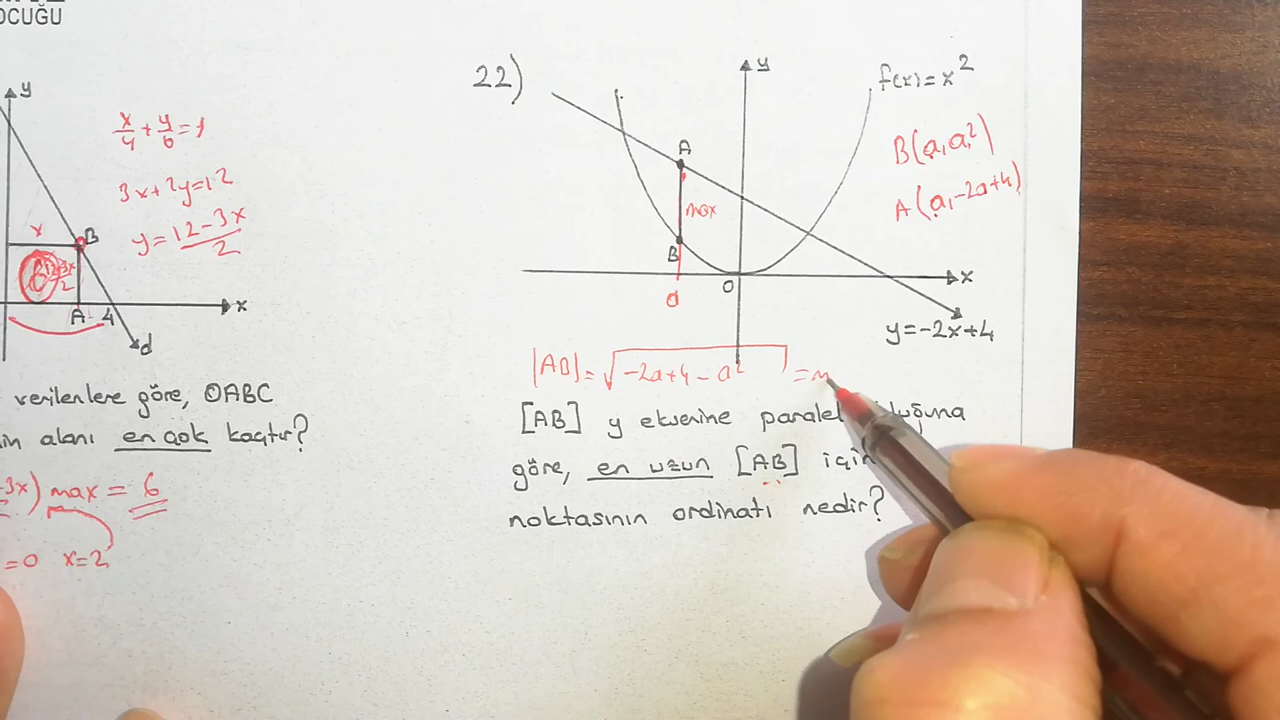 OCUĞU
y
x/4 + y/6 = 1
3x+2y=12
y = 12-3x/2
x
B
A
4
x
d
verilenlere göre, OABC
alanı en çok kaçtır?
3x) max = 6
=0 x=2
22)
y
f(x)=x²
A
max
B
a
O
x
y=-2x+4
B(a, a²)
A(a, -2a+4)
|AB| = √-2a+4-a² = m
[AB] y eksenine paralel
göre, en uzun [AB] için
noktasının ordinatı nedir?